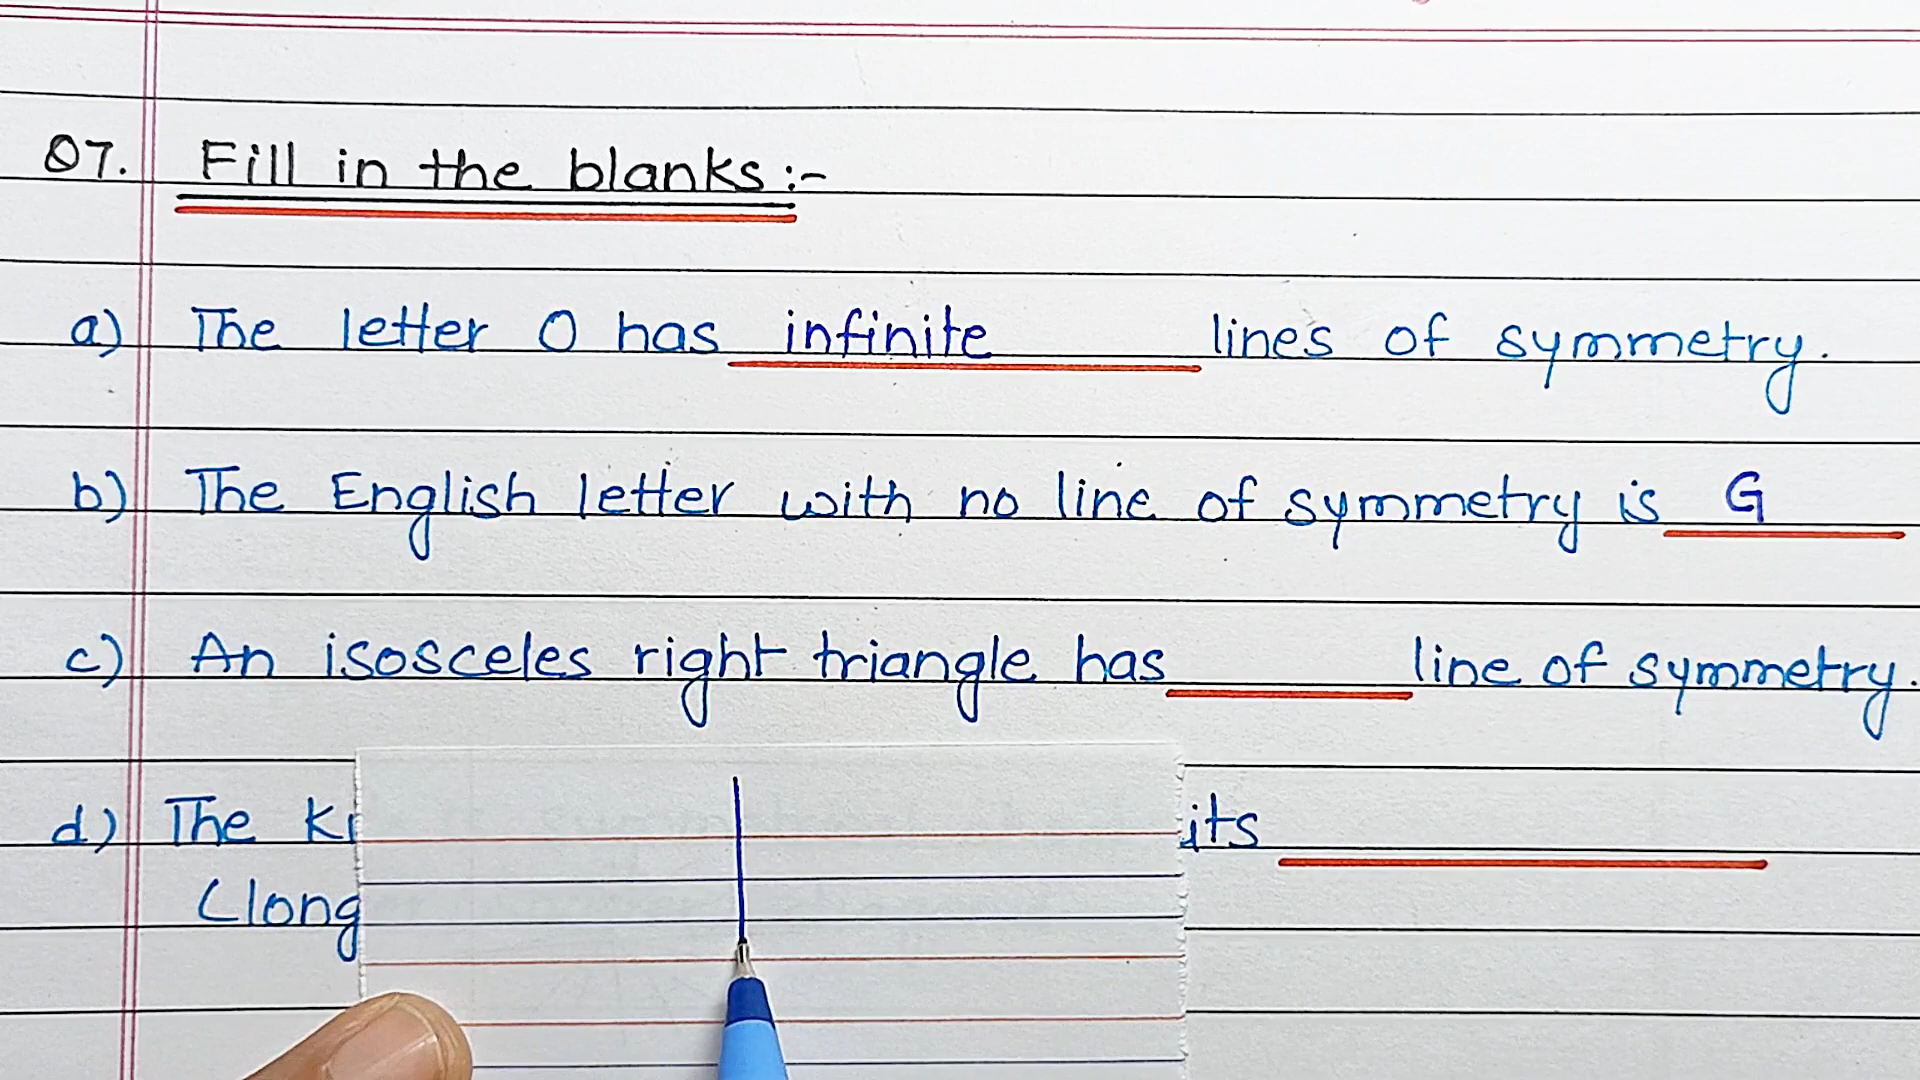 Q7. Fill in the blanks:-
a) The letter O has infinite lines of symmetry.
b) The English letter with no line of symmetry is G
c) An isosceles right triangle has line of symmetry.
d) The its
(long